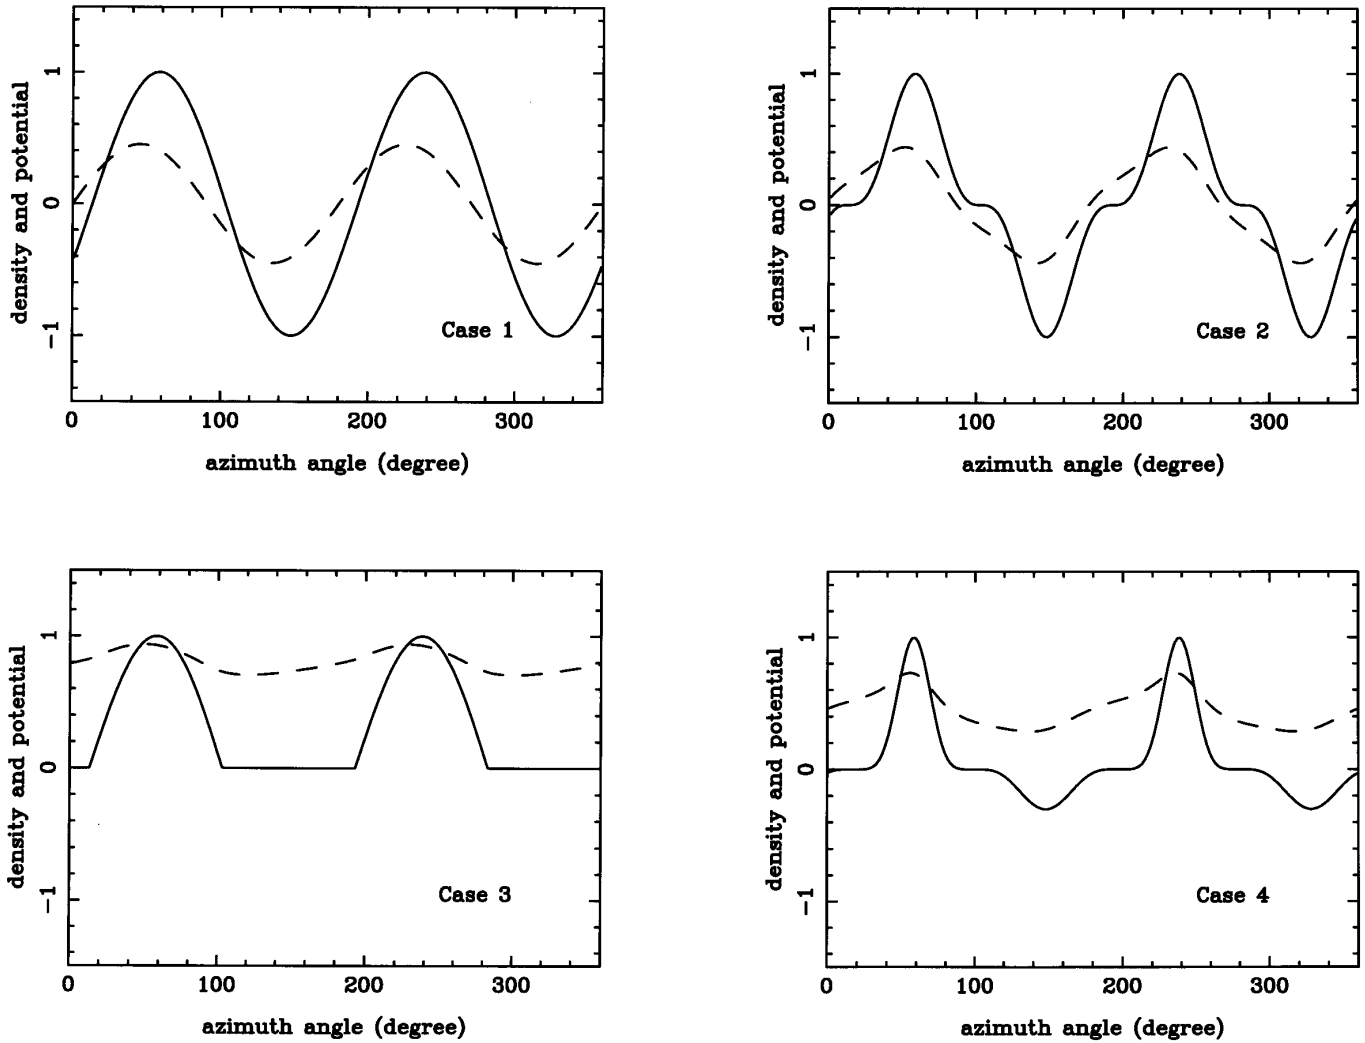 density and potential
1
0
−1
Case 1
0 100 200 300
azimuth angle (degree)
density and potential
1
0
−1
Case 2
0 100 200 300
azimuth angle (degree)
density and potential
1
0
−1
Case 3
0 100 200 300
azimuth angle (degree)
density and potential
1
0
−1
Case 4
0 100 200 300
azimuth angle (degree)